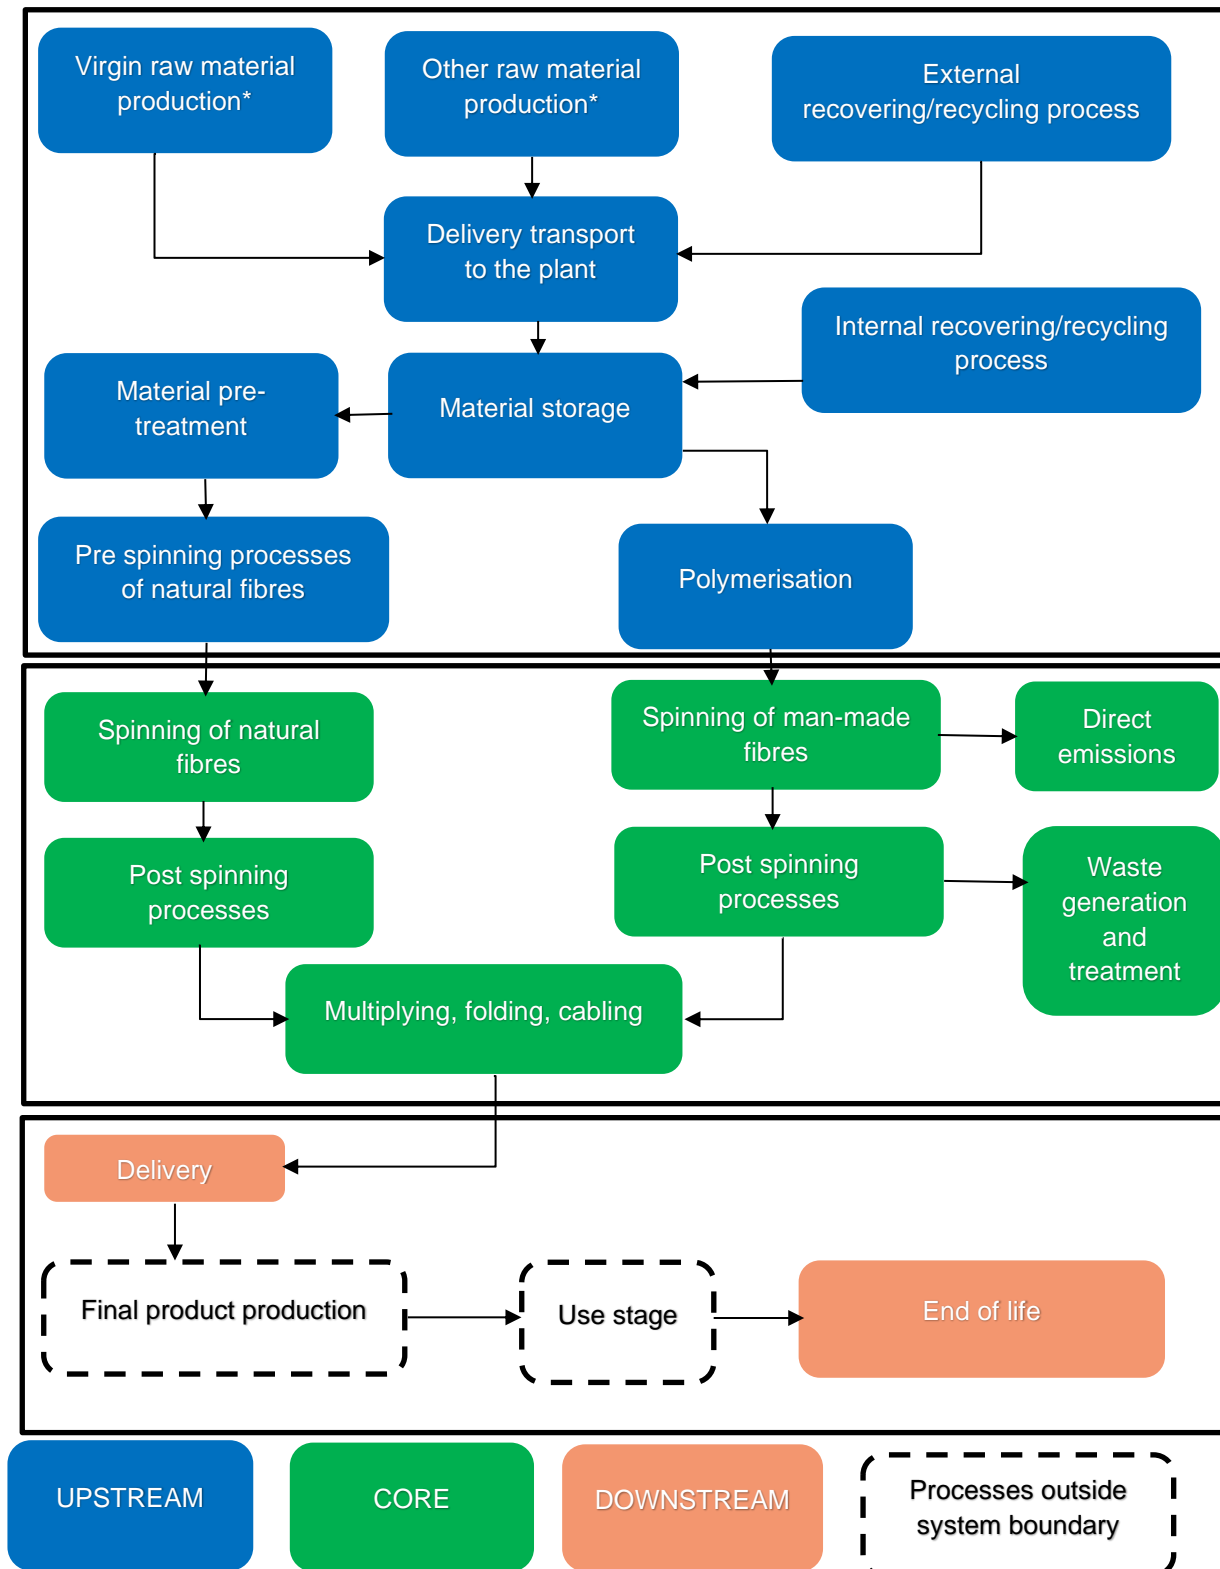 Virgin raw material
production*
Other raw material
production*
External
recovering/recycling process
Delivery transport
to the plant
Internal recovering/recycling
process
Material pre-
treatment
Material storage
Pre spinning processes
of natural fibres
Polymerisation
Spinning of natural
fibres
Spinning of man-made
fibres
Direct
emissions
Post spinning
processes
Post spinning
processes
Waste
generation
and
treatment
Multiplying, folding, cabling
Delivery
Final product production
Use stage
End of life
UPSTREAM
CORE
DOWNSTREAM
Processes outside
system boundary